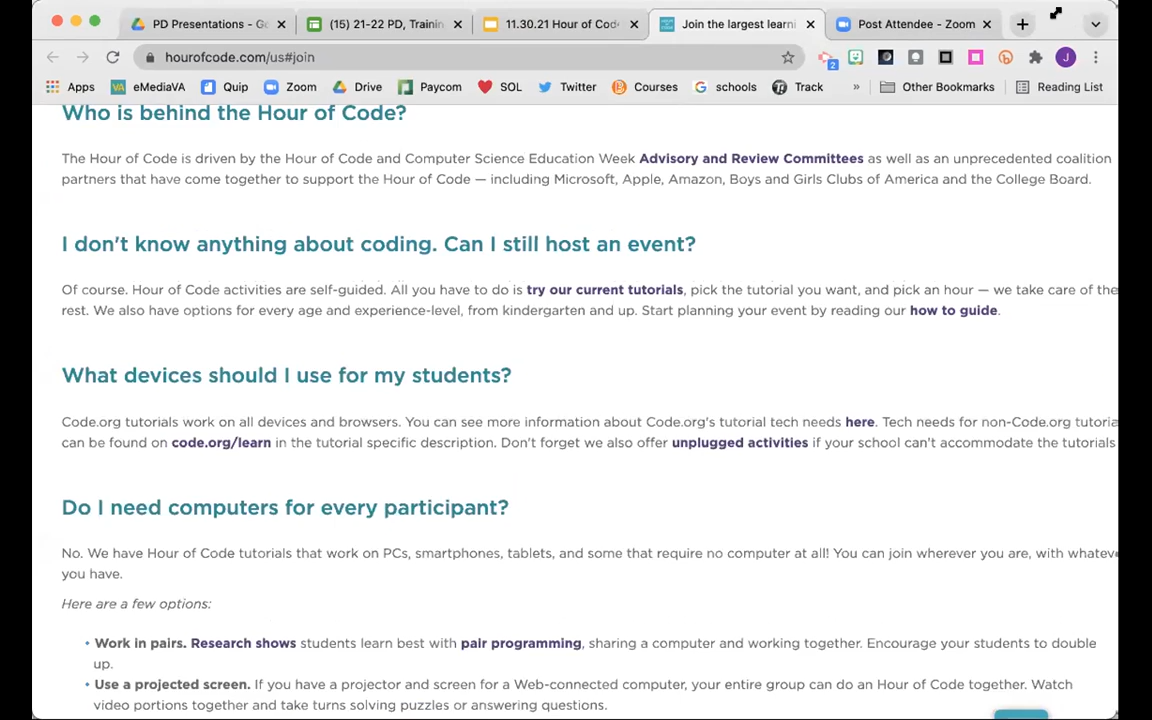 PD Presentations - Go
(15) 21-22 PD, Trainin
11.30.21 Hour of Code
Join the largest learni
Post Attendee - Zoom
hourofcode.com/us#join
2
J
Apps
eMediaVA
Quip
Zoom
Drive
Paycom
SOL
Twitter
Courses
schools
Track
»
Other Bookmarks
Reading List
Who is behind the Hour of Code?
The Hour of Code is driven by the Hour of Code and Computer Science Education Week Advisory and Review Committees as well as an unprecedented coalition
partners that have come together to support the Hour of Code — including Microsoft, Apple, Amazon, Boys and Girls Clubs of America and the College Board.
I don't know anything about coding. Can I still host an event?
Of course. Hour of Code activities are self-guided. All you have to do is try our current tutorials, pick the tutorial you want, and pick an hour — we take care of the
rest. We also have options for every age and experience-level, from kindergarten and up. Start planning your event by reading our how to guide.
What devices should I use for my students?
Code.org tutorials work on all devices and browsers. You can see more information about Code.org's tutorial tech needs here. Tech needs for non-Code.org tutoria
can be found on code.org/learn in the tutorial specific description. Don't forget we also offer unplugged activities if your school can't accommodate the tutorials
Do I need computers for every participant?
No. We have Hour of Code tutorials that work on PCs, smartphones, tablets, and some that require no computer at all! You can join wherever you are, with whateve
you have.
Here are a few options:
• Work in pairs. Research shows students learn best with pair programming, sharing a computer and working together. Encourage your students to double
up.
• Use a projected screen. If you have a projector and screen for a Web-connected computer, your entire group can do an Hour of Code together. Watch
video portions together and take turns solving puzzles or answering questions.